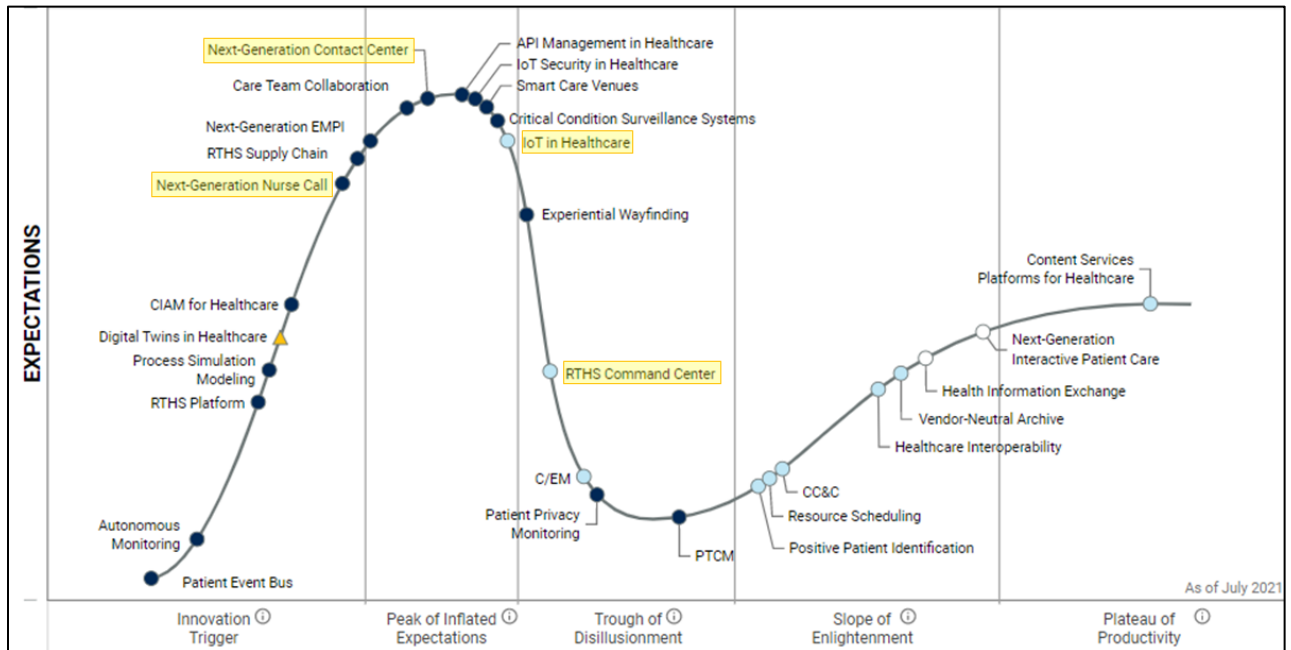 Next-Generation Contact Center
Care Team Collaboration
Next-Generation EMPI
RTHS Supply Chain
Next-Generation Nurse Call
API Management in Healthcare
IoT Security in Healthcare
Smart Care Venues
Critical Condition Surveillance Systems
IoT in Healthcare
Experiential Wayfinding
EXPECTATIONS
CIAM for Healthcare
Digital Twins in Healthcare
Process Simulation
Modeling
RTHS Platform
Autonomous
Monitoring
Patient Event Bus
RTHS Command Center
C/EM
Patient Privacy
Monitoring
PTCM
Content Services
Platforms for Healthcare
Next-Generation
Interactive Patient Care
Health Information Exchange
Vendor-Neutral Archive
Healthcare Interoperability
CC&C
Resource Scheduling
Positive Patient Identification
As of July 2021
Innovation
Trigger
Peak of Inflated
Expectations
Trough of
Disillusionment
Slope of
Enlightenment
Plateau of
Productivity